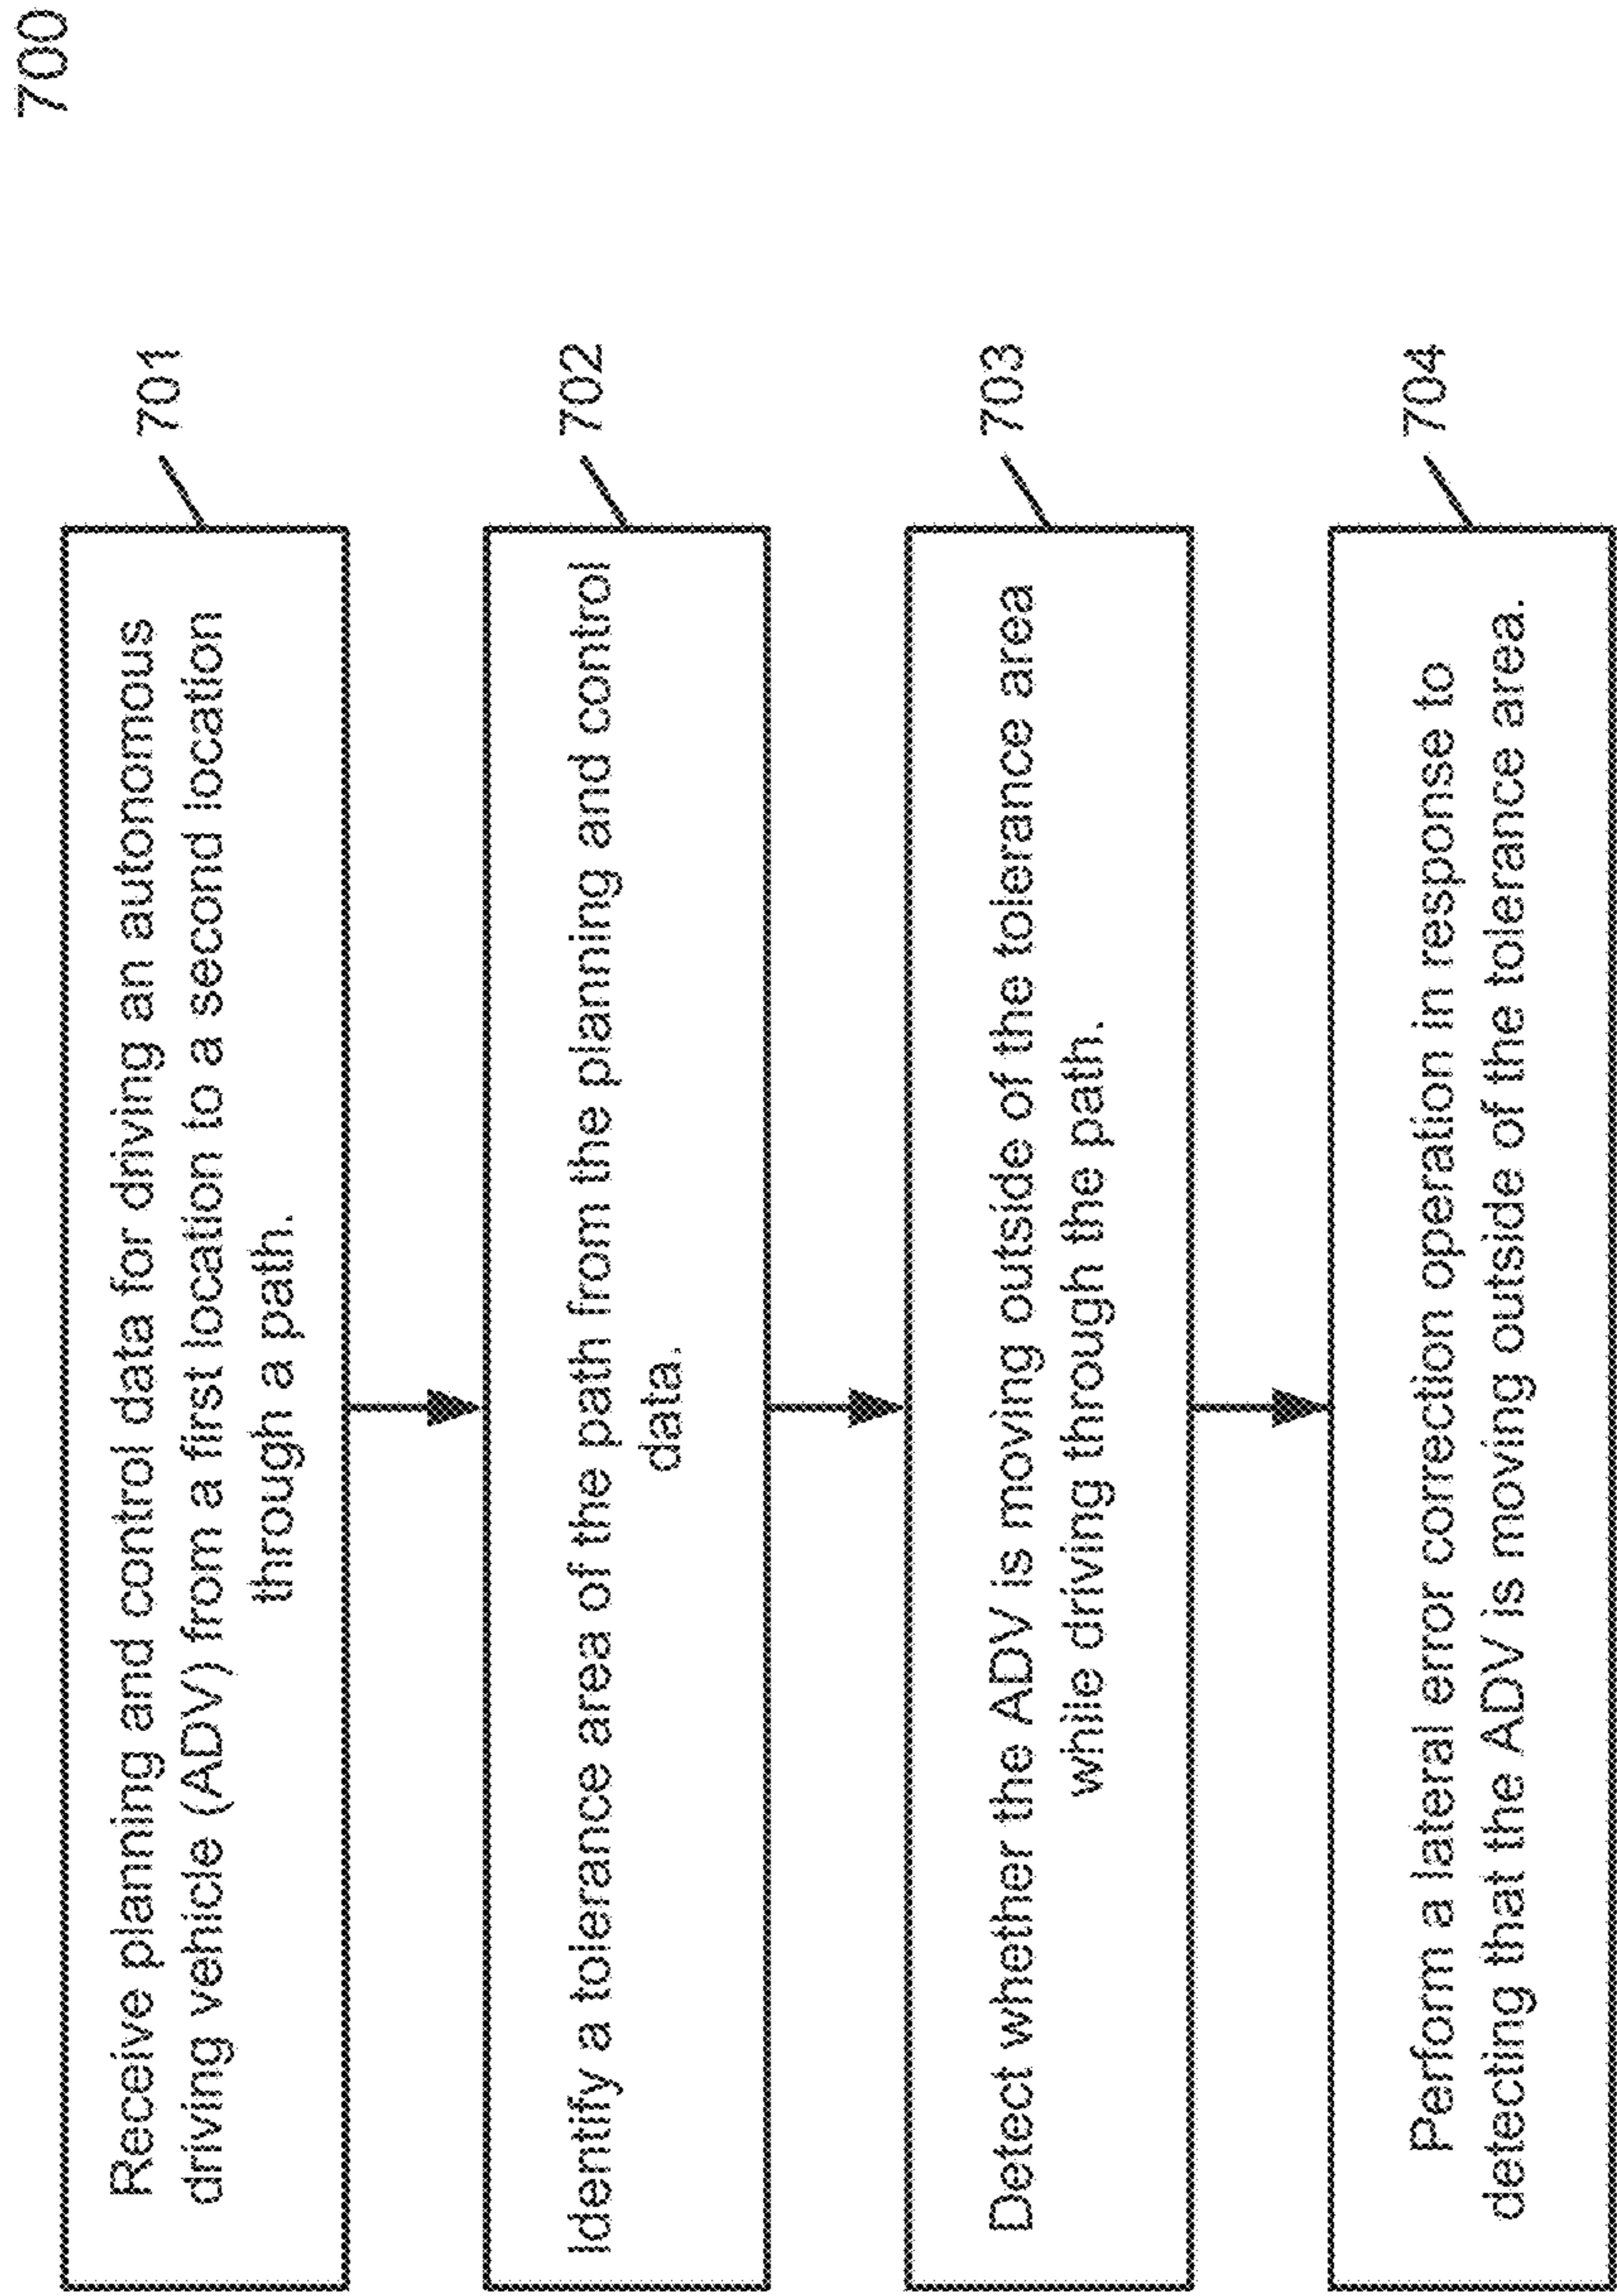 700
Receive planning and control data for driving an autonomous
driving vehicle (ADV) from a first location to a second location
through a path.
701
Identify a tolerance area of the path from the planning and control
data.
702
Detect whether the ADV is moving outside of the tolerance area
while driving through the path.
703
Perform a lateral error correction operation in response to
detecting that the ADV is moving outside of the tolerance area.
704